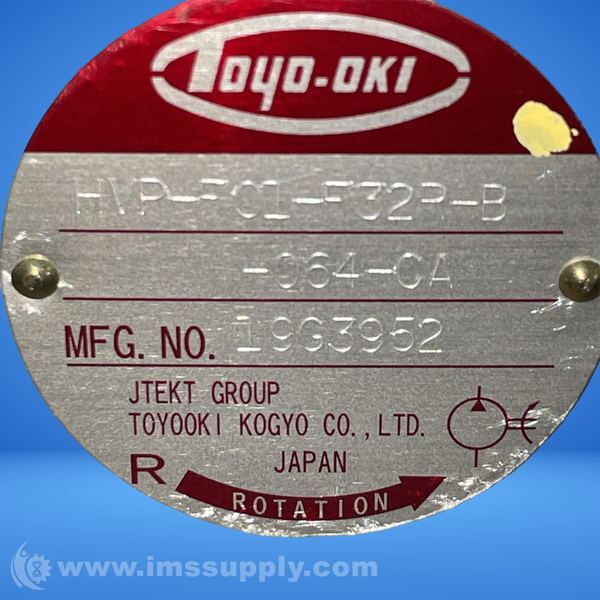 TOYO-OKI
HVP-FC1-F32R-B
-064-CA
MFG. NO. 19G3952
JTEKT GROUP
TOYOOKI KOGYO CO.,LTD.
JAPAN
R
ROTATION
www.imssupply.com